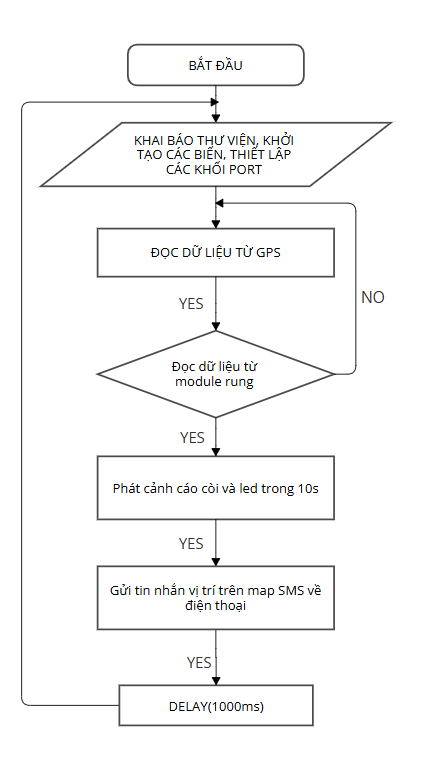 BẮT ĐẦU
KHAI BÁO THƯ VIỆN, KHỞI
TẠO CÁC BIẾN, THIẾT LẬP
CÁC KHỐI PORT
ĐỌC DỮ LIỆU TỪ GPS
YES
NO
Đọc dữ liệu từ
module rung
YES
Phát cảnh cáo còi và led trong 10s
YES
Gửi tin nhắn vị trí trên map SMS về
điện thoại
YES
DELAY(1000ms)